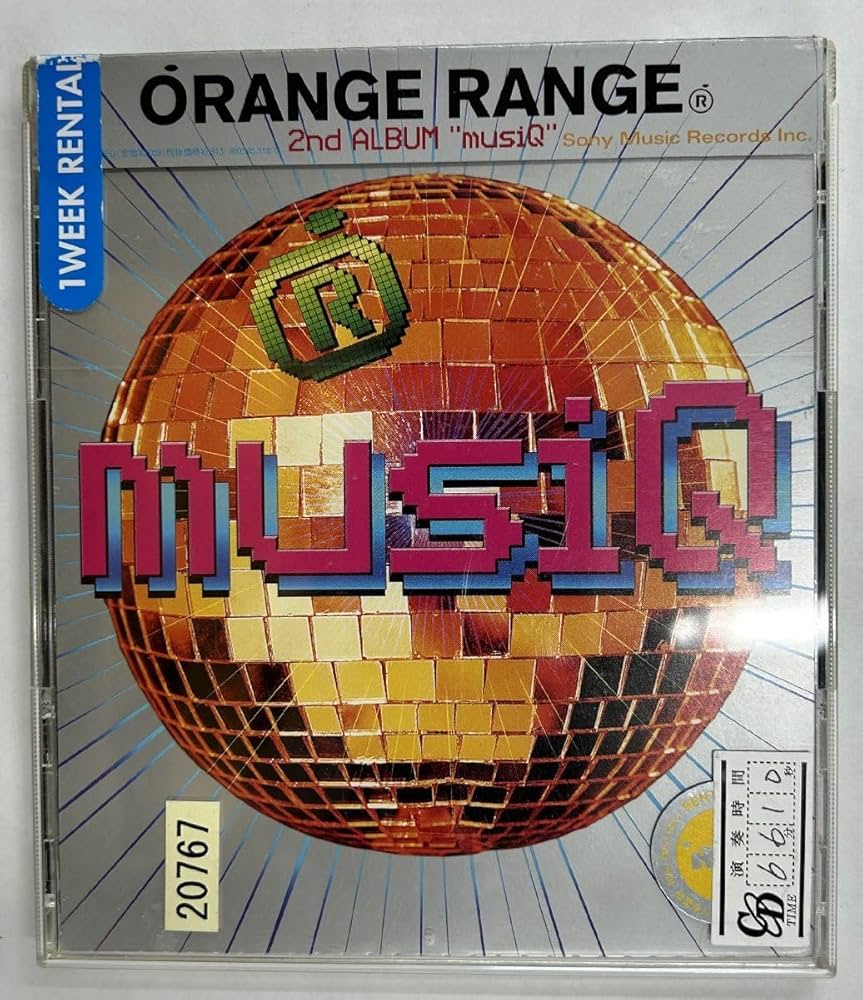 1WEEK RENTAL
ORANGE RANGE ®
2nd ALBUM "musiQ" Sony Music Records Inc.
R
musiQ
20767
演奏時間
66分10秒
CD
TIME